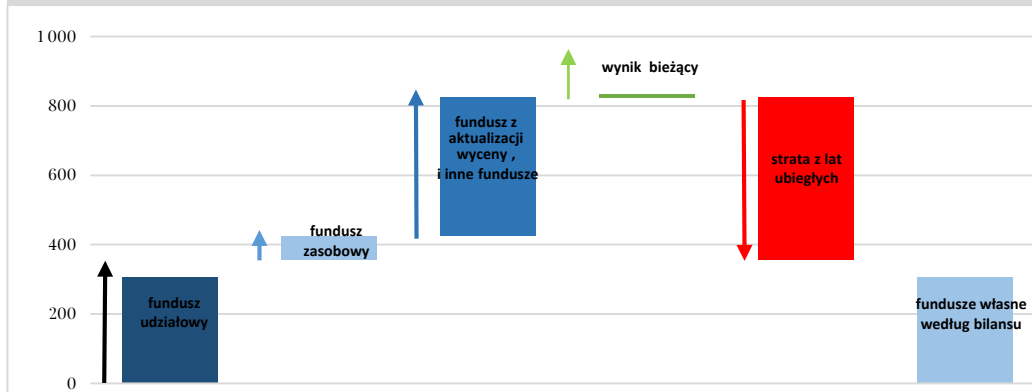 1 000
800
600
400
200
0
fundusz
udziałowy
fundusz
zasobowy
fundusz z
aktualizacji
wyceny ,
i inne fundusze
wynik bieżący
strata z lat
ubiegłych
fundusze własne
według bilansu